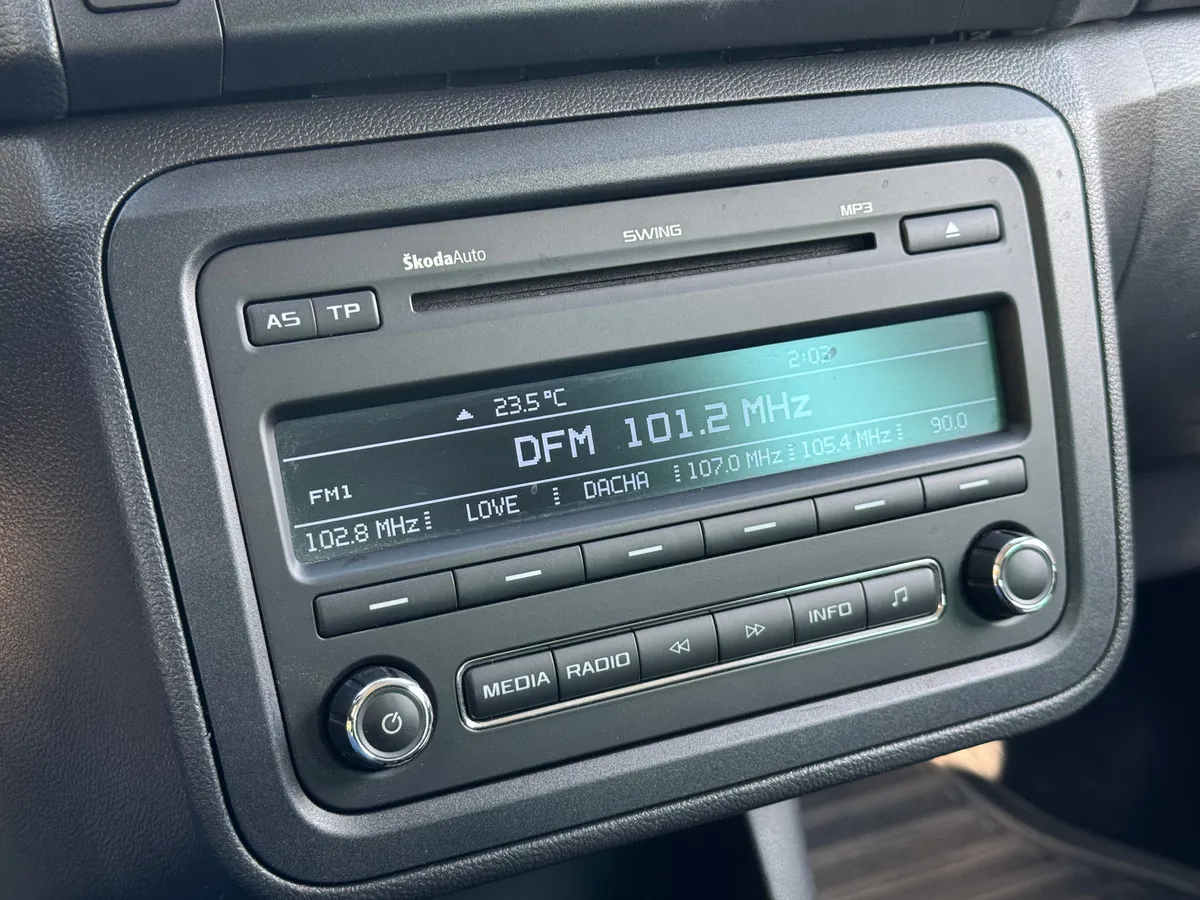 ŠkodaAuto
SWING
MP3
AS
TP
23.5°C
2:03
DFM 101.2 MHz
FM1
102.8 MHz
LOVE
DACHA
107.0 MHz
105.4 MHz
90.0
MEDIA
RADIO
INFO